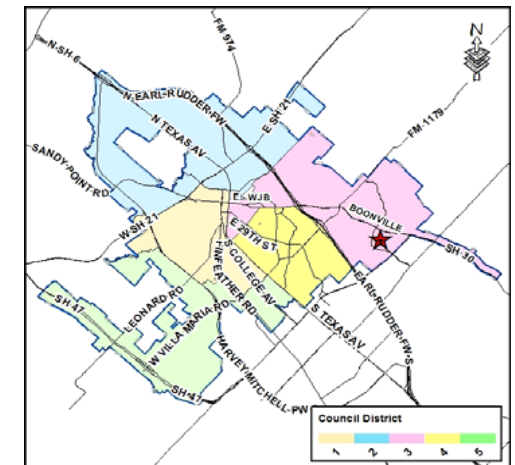 N-SH-6
FM 974
N
N-EARL-RUDDER-FW
E SH 21
N TEXAS-AV
FM-1179
SANDY-POINT-RD
E-WJB
BOONVILLE
W-SH 21
E 29TH ST
SH-30
S-COLLEGE-AV
FINFEATHER-RD
LEONARD-RD
EARL-RUDDER-FW-S
SH-47
W-VILLA MARIA-RD
S TEXAS AV
SH-47
HARVEY-MITCHELL-PW
Council District
1 2 3 4 5